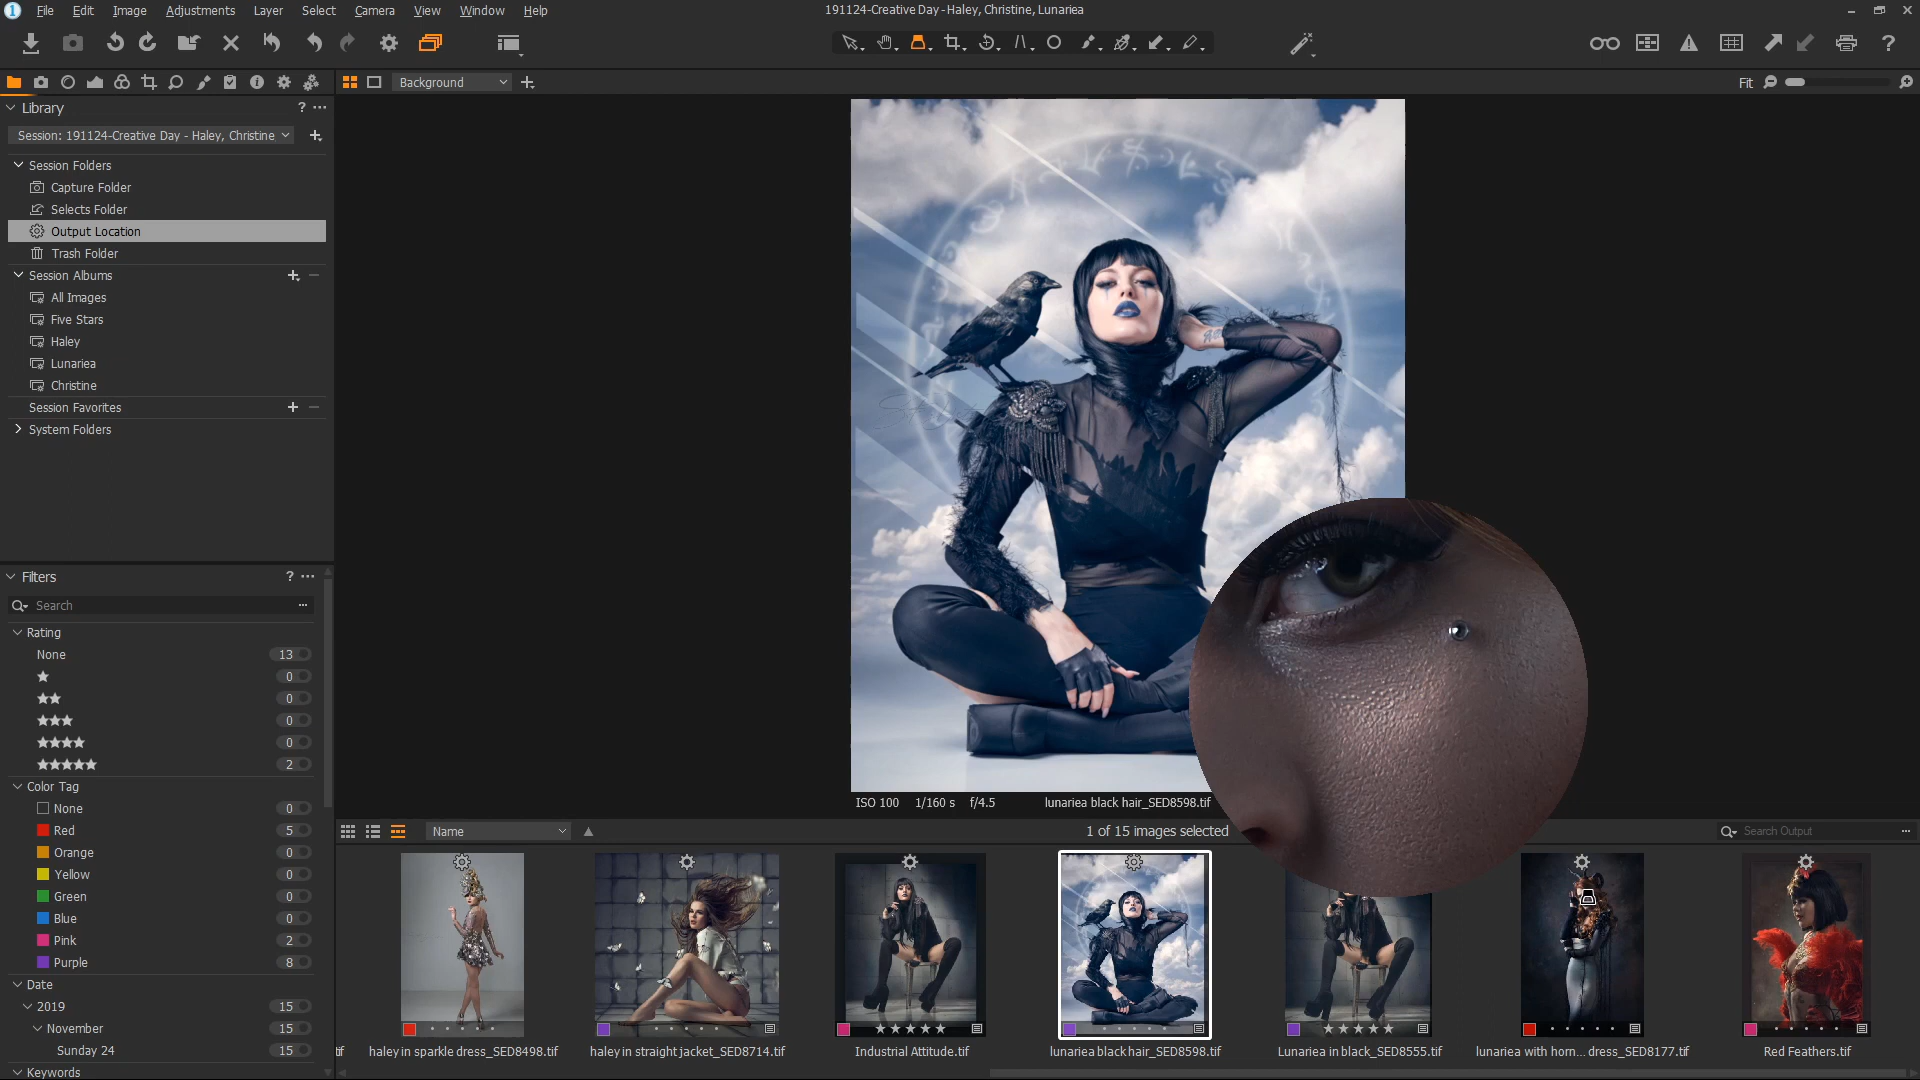 File Edit Image Adjustments Layer Select Camera View Window Help
191124-Creative Day - Haley, Christine, Lunariea
Background
Fit
Library
Session: 191124-Creative Day - Haley, Christine
Session Folders
Capture Folder
Selects Folder
Output Location
Trash Folder
Session Albums
All Images
Five Stars
Haley
Lunariea
Christine
Session Favorites
System Folders
Filters
Search
Rating
None 13
0
0
0
0
2
Color Tag
None 0
Red 5
Orange 0
Yellow 0
Green 0
Blue 0
Pink 2
Purple 8
Date
2019 15
November 15
Sunday 24 15
Keywords
ISO 100 1/160 s f/4.5 lunariea black hair_SED8598.tif
Name
1 of 15 images selected
Search Output
tif
haley in sparkle dress_SED8498.tif
haley in straight jacket_SED8714.tif
Industrial Attitude.tif
lunariea black hair_SED8598.tif
Lunariea in black_SED8555.tif
lunariea with horn... dress_SED8177.tif
Red Feathers.tif